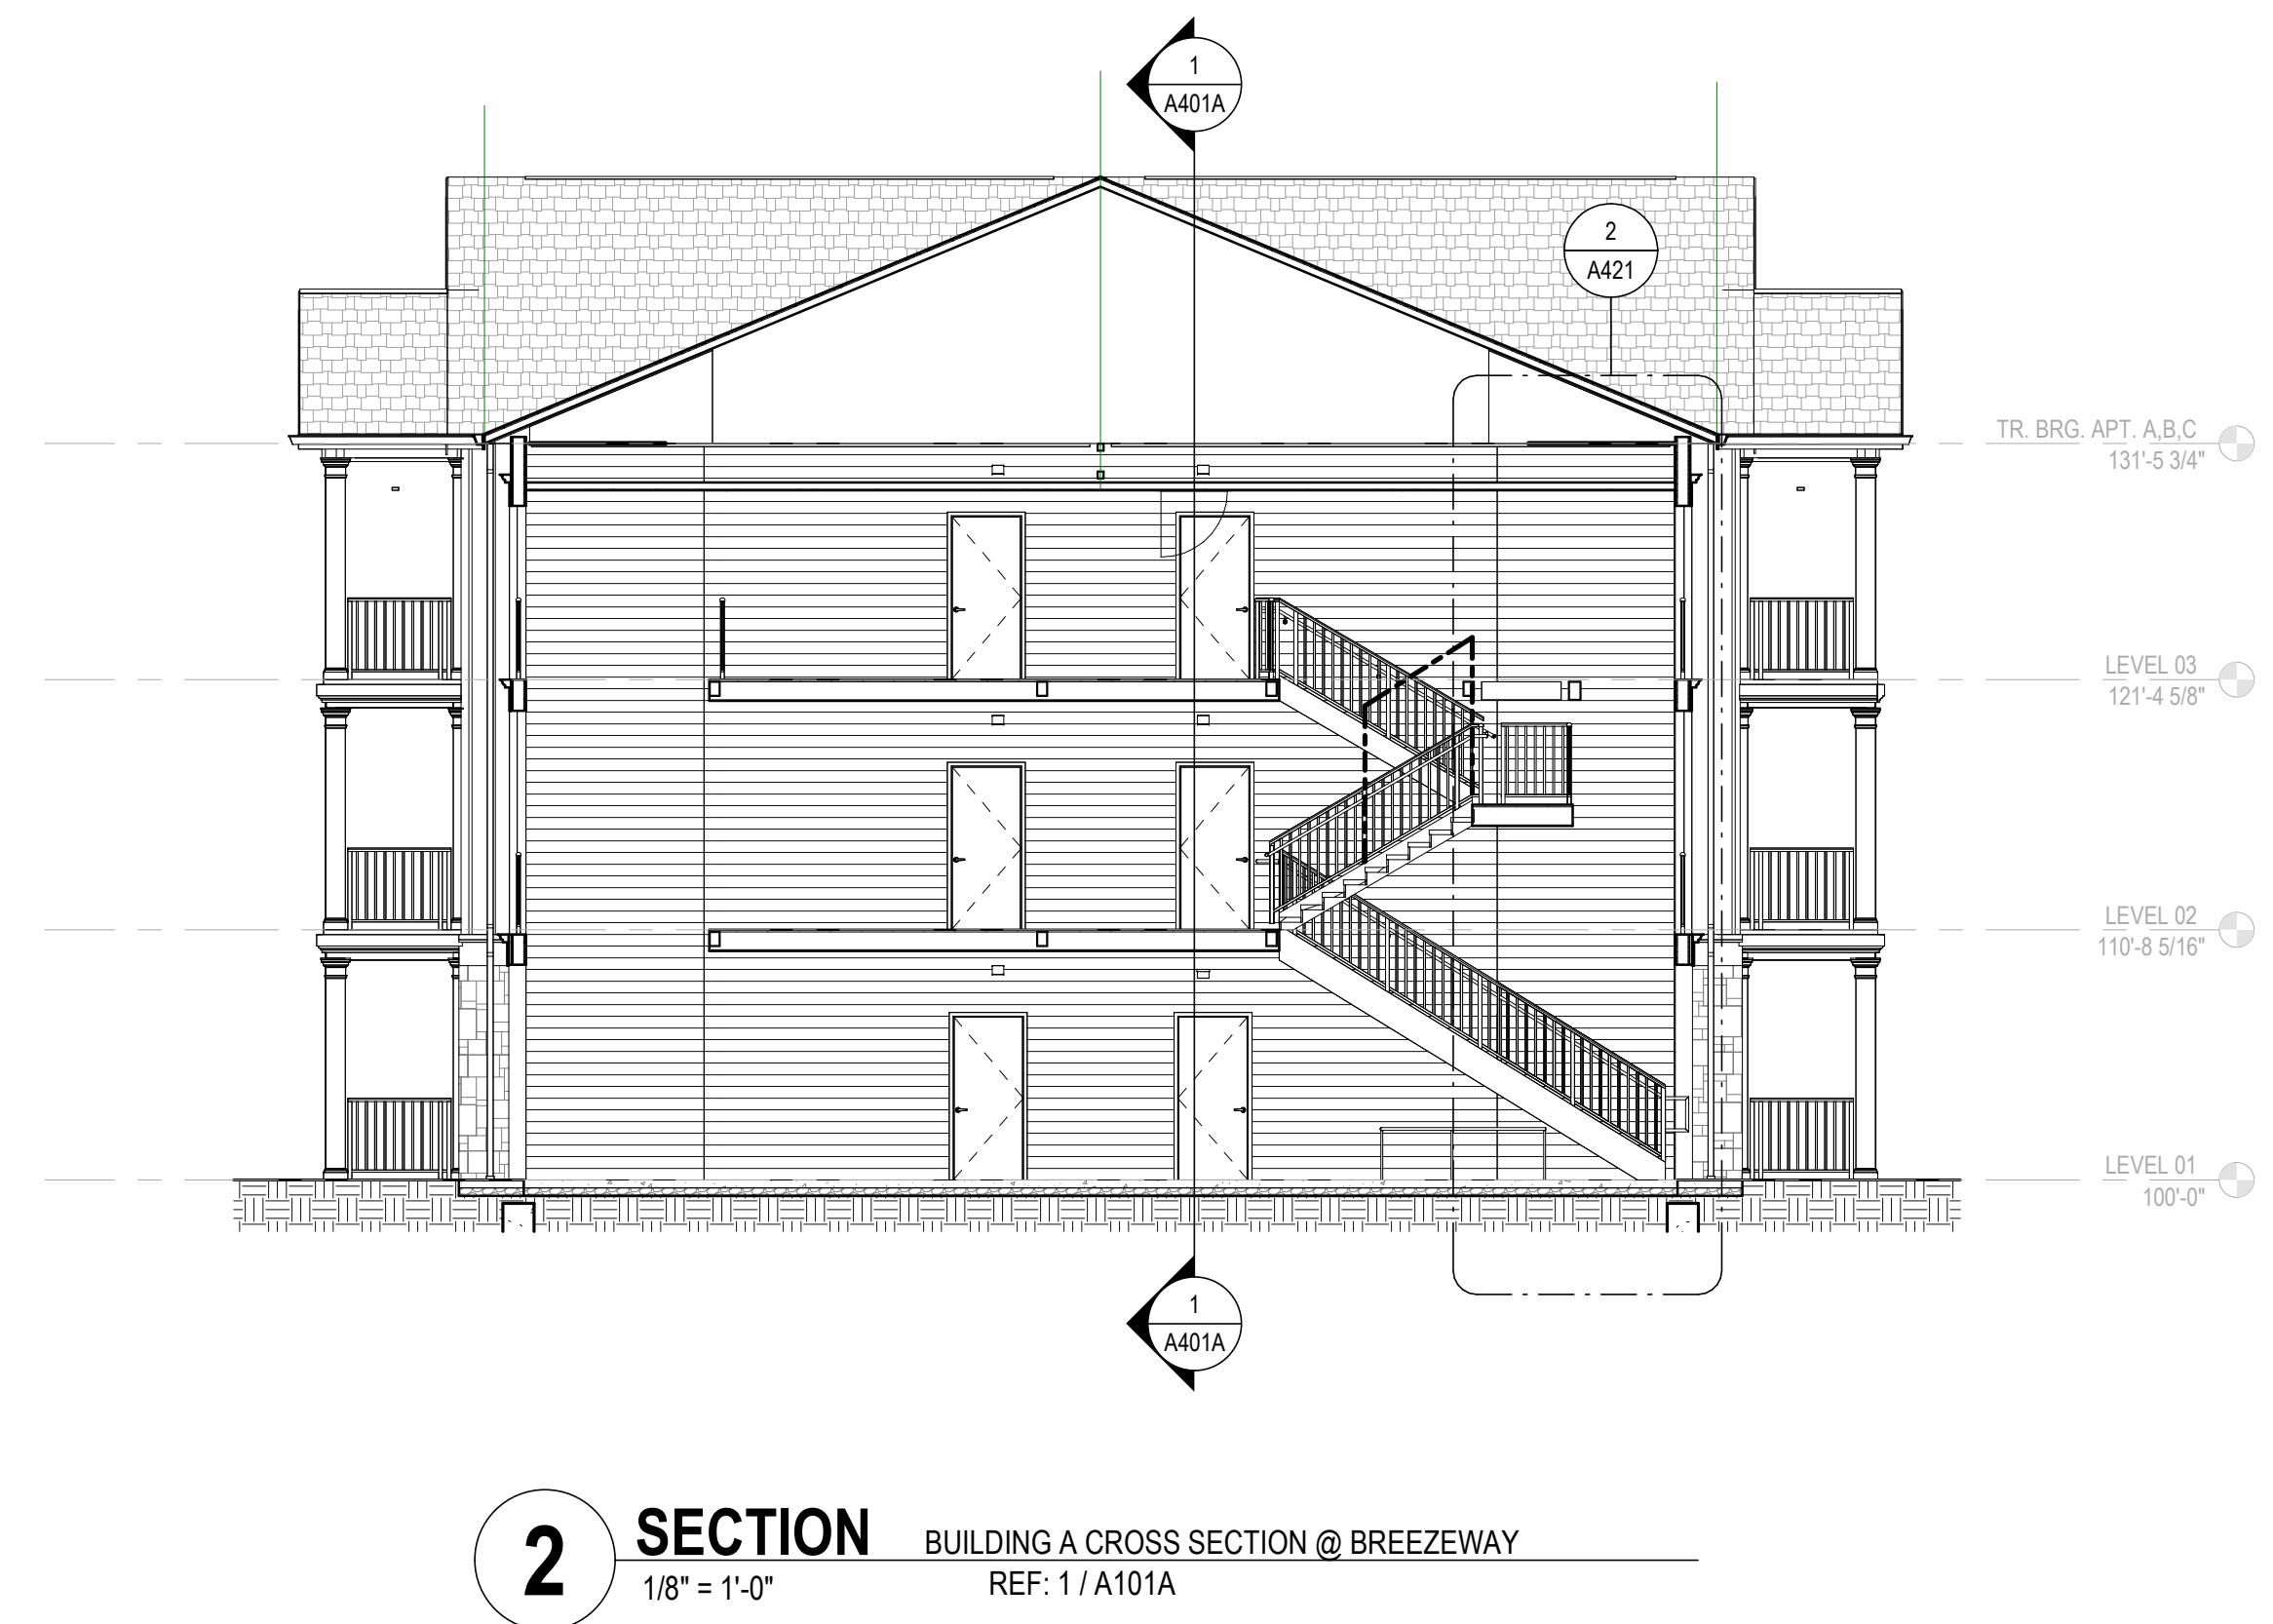 1
A401A
2
A421
TR. BRG. APT. A,B,C
131'-5 3/4"
LEVEL 03
121'-4 5/8"
LEVEL 02
110'-8 5/16"
LEVEL 01
100'-0"
1
A401A
2
SECTION
BUILDING A CROSS SECTION @ BREEZEWAY
1/8" = 1'-0"
REF: 1 / A101A